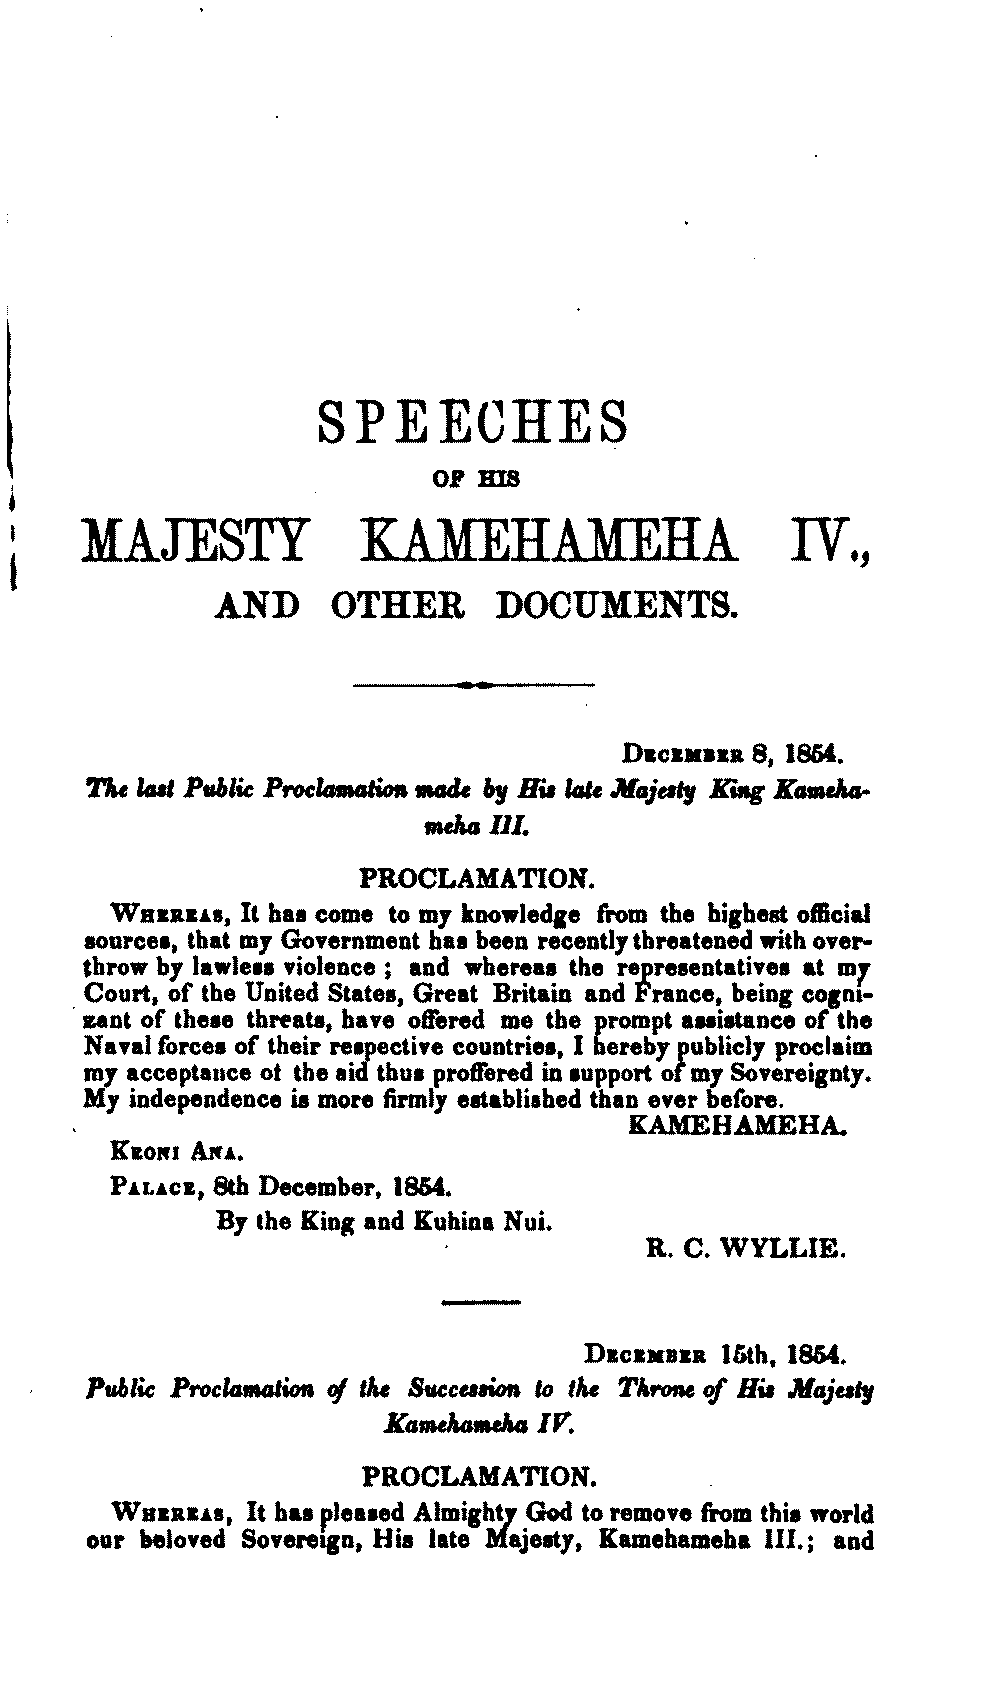 SPEECHES
OF HIS
MAJESTY KAMEHAMEHA IV.,
AND OTHER DOCUMENTS.
DECEMBER 8, 1854.
The last Public Proclamation made by His late Majesty King Kameha-
meha III.
PROCLAMATION.
WHEREAS, It has come to my knowledge from the highest official
sources, that my Government has been recently threatened with over-
throw by lawless violence ; and whereas the representatives at my
Court, of the United States, Great Britain and France, being cogni-
zant of these threats, have offered me the prompt assistance of the
Naval forces of their respective countries, I hereby publicly proclaim
my acceptance of the aid thus proffered in support of my Sovereignty.
My independence is more firmly established than ever before.
KAMEHAMEHA.
KEONI ANA.
PALACE, 8th December, 1854.
By the King and Kuhina Nui.
R. C. WYLLIE.
DECEMBER 15th, 1854.
Public Proclamation of the Succession to the Throne of His Majesty
Kamehameha IV.
PROCLAMATION.
WHEREAS, It has pleased Almighty God to remove from this world
our beloved Sovereign, His late Majesty, Kamehameha III.; and